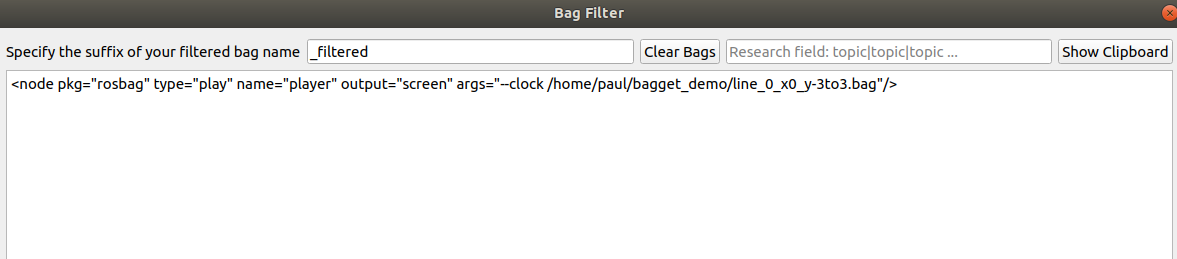 Bag Filter
Specify the suffix of your filtered bag name _filtered Clear Bags Research field: topic|topic|topic ... Show Clipboard
<node pkg="rosbag" type="play" name="player" output="screen" args="--clock /home/paul/bagget_demo/line_0_x0_y-3to3.bag"/>